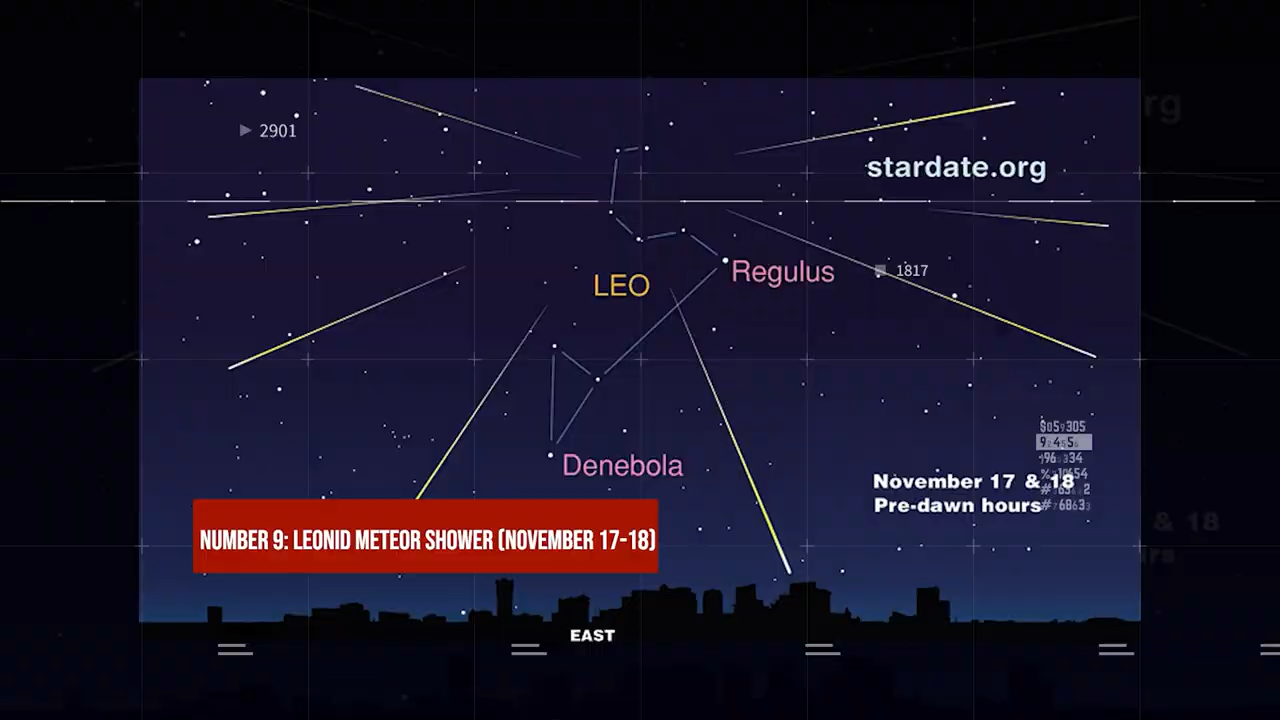 2901
stardate.org
Regulus
LEO
1817
Denebola
November 17 & 18
Pre-dawn hours
NUMBER 9: LEONID METEOR SHOWER (NOVEMBER 17-18)
EAST